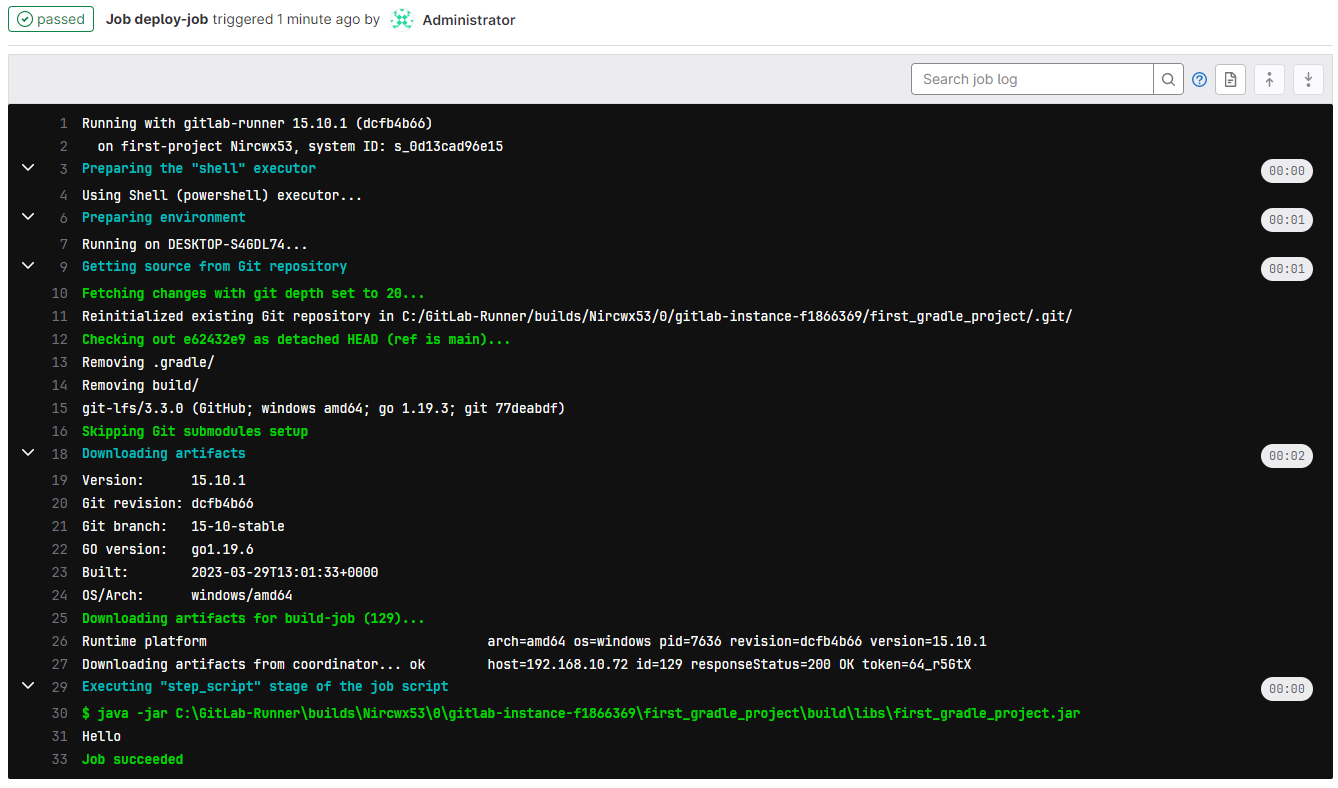 passed Job deploy-job triggered 1 minute ago by Administrator
Search job log
1 Running with gitlab-runner 15.10.1 (dcfb4b66)
2 on first-project Nircwx53, system ID: s_0d13cad96e15
3 Preparing the "shell" executor 00:00
4 Using Shell (powershell) executor...
6 Preparing environment 00:01
7 Running on DESKTOP-S4GDL74...
9 Getting source from Git repository 00:01
10 Fetching changes with git depth set to 20...
11 Reinitialized existing Git repository in C:/GitLab-Runner/builds/Nircwx53/0/gitlab-instance-f1866369/first_gradle_project/.git/
12 Checking out e62432e9 as detached HEAD (ref is main)...
13 Removing .gradle/
14 Removing build/
15 git-lfs/3.3.0 (GitHub; windows amd64; go 1.19.3; git 77deabdf)
16 Skipping Git submodules setup
18 Downloading artifacts 00:02
19 Version: 15.10.1
20 Git revision: dcfb4b66
21 Git branch: 15-10-stable
22 GO version: go1.19.6
23 Built: 2023-03-29T13:01:33+0000
24 OS/Arch: windows/amd64
25 Downloading artifacts for build-job (129)...
26 Runtime platform arch=amd64 os=windows pid=7636 revision=dcfb4b66 version=15.10.1
27 Downloading artifacts from coordinator... ok host=192.168.10.72 id=129 responseStatus=200 OK token=64_r5GtX
29 Executing "step_script" stage of the job script 00:00
30 $ java -jar C:\GitLab-Runner\builds\Nircwx53\0\gitlab-instance-f1866369\first_gradle_project\build\libs\first_gradle_project.jar
31 Hello
33 Job succeeded